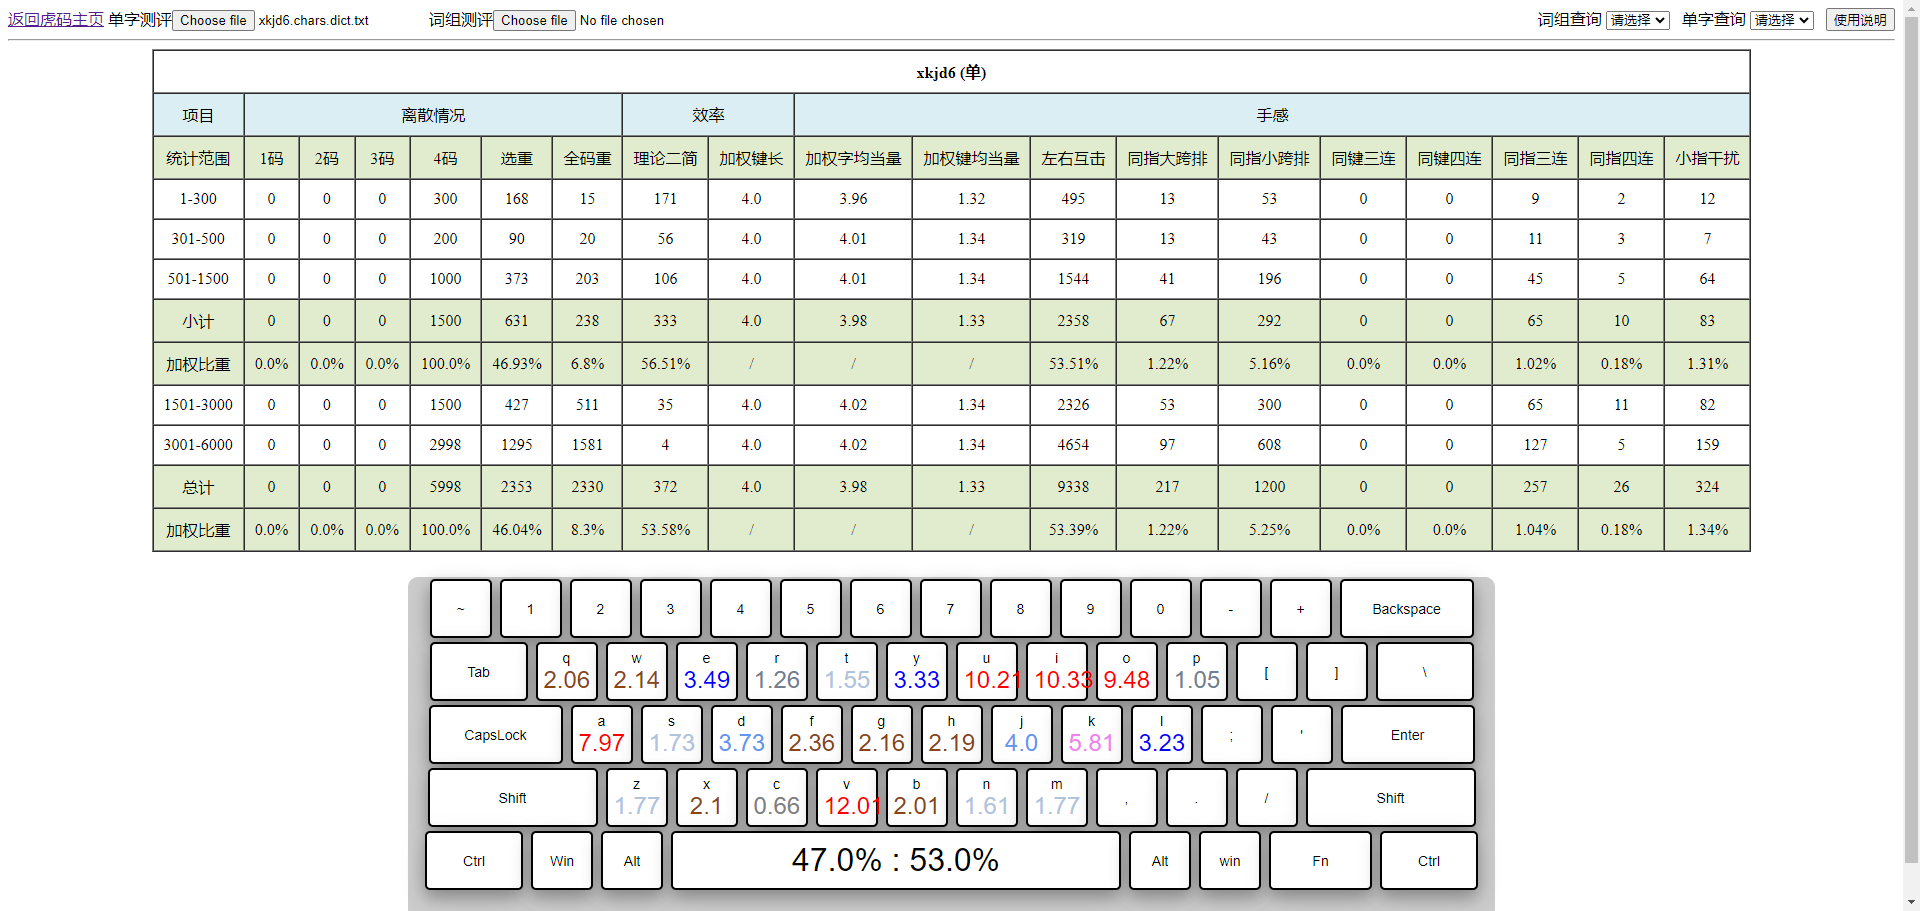 返回虎码主页 单字测评 Choose file xkjd6.chars.dict.txt 词组测评 Choose file No file chosen 词组查询 请选择 单字查询 请选择 使用说明
xkjd6 (单)
项目 离散情况 效率 手感
统计范围 1码 2码 3码 4码 选重 全码重 理论二简 加权键长 加权字均当量 加权键均当量 左右互击 同指大跨排 同指小跨排 同键三连 同键四连 同指三连 同指四连 小指干扰
1-300 0 0 0 300 168 15 171 4.0 3.96 1.32 495 13 53 0 0 9 2 12
301-500 0 0 0 200 90 20 56 4.0 4.01 1.34 319 13 43 0 0 11 3 7
501-1500 0 0 0 1000 373 203 106 4.0 4.01 1.34 1544 41 196 0 0 45 5 64
小计 0 0 0 1500 631 238 333 4.0 3.98 1.33 2358 67 292 0 0 65 10 83
加权比重 0.0% 0.0% 0.0% 100.0% 46.93% 6.8% 56.51% / / / 53.51% 1.22% 5.16% 0.0% 0.0% 1.02% 0.18% 1.31%
1501-3000 0 0 0 1500 427 511 35 4.0 4.02 1.34 2326 53 300 0 0 65 11 82
3001-6000 0 0 0 2998 1295 1581 4 4.0 4.02 1.34 4654 97 608 0 0 127 5 159
总计 0 0 0 5998 2353 2330 372 4.0 3.98 1.33 9338 217 1200 0 0 257 26 324
加权比重 0.0% 0.0% 0.0% 100.0% 46.04% 8.3% 53.58% / / / 53.39% 1.22% 5.25% 0.0% 0.0% 1.04% 0.18% 1.34%
~ 1 2 3 4 5 6 7 8 9 0 - + Backspace
Tab q w e r t y u i o p [ ] \
2.06 2.14 3.49 1.26 1.55 3.33 10.21 10.33 9.48 1.05
CapsLock a s d f g h j k l ; ' Enter
7.97 1.73 3.73 2.36 2.16 2.19 4.0 5.81 3.23
Shift z x c v b n m , . / Shift
1.77 2.1 0.66 12.01 2.01 1.61 1.77
Ctrl Win Alt 47.0% : 53.0% Alt win Fn Ctrl